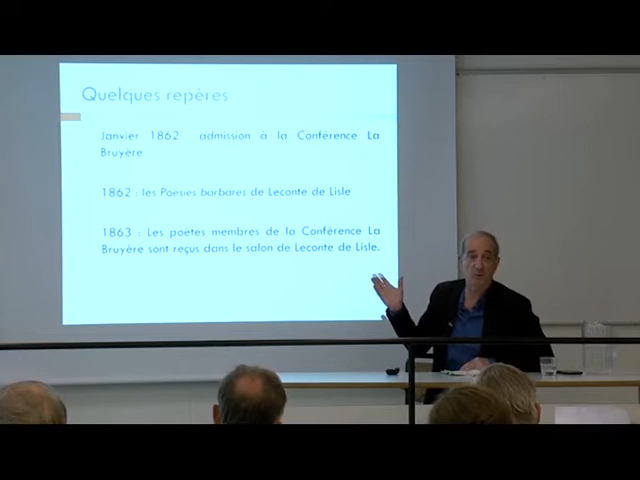 Quelques repères
Janvier 1862 admission à la Conférence La
Bruyère
1862 : les Poésies barbares de Leconte de Lisle
1863 : Les poètes membres de la Conférence La
Bruyère sont reçus dans le salon de Leconte de Lisle.